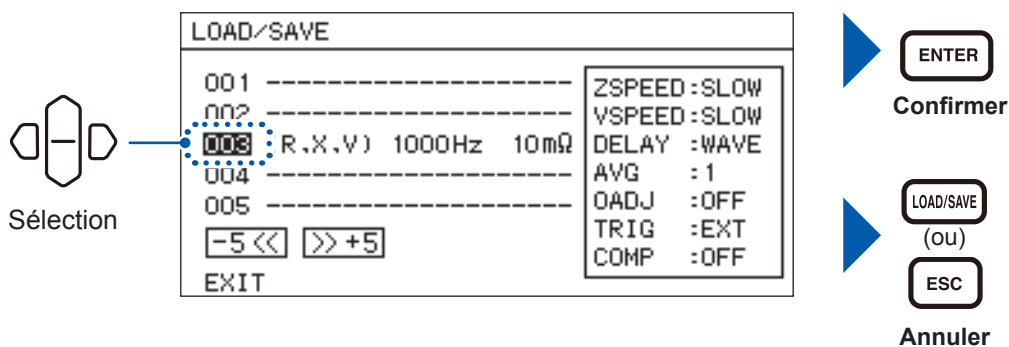 LOAD/SAVE
001 --------------------
002 --------------------
003 (R.X.V) 1000Hz 10mΩ
004 --------------------
005 --------------------
-5<< >>+5
EXIT
ZSPEED:SLOW
VSPEED:SLOW
DELAY :WAVE
AVG :1
OADJ :OFF
TRIG :EXT
COMP :OFF
Sélection
ENTER
Confirmer
LOAD/SAVE
(ou)
ESC
Annuler